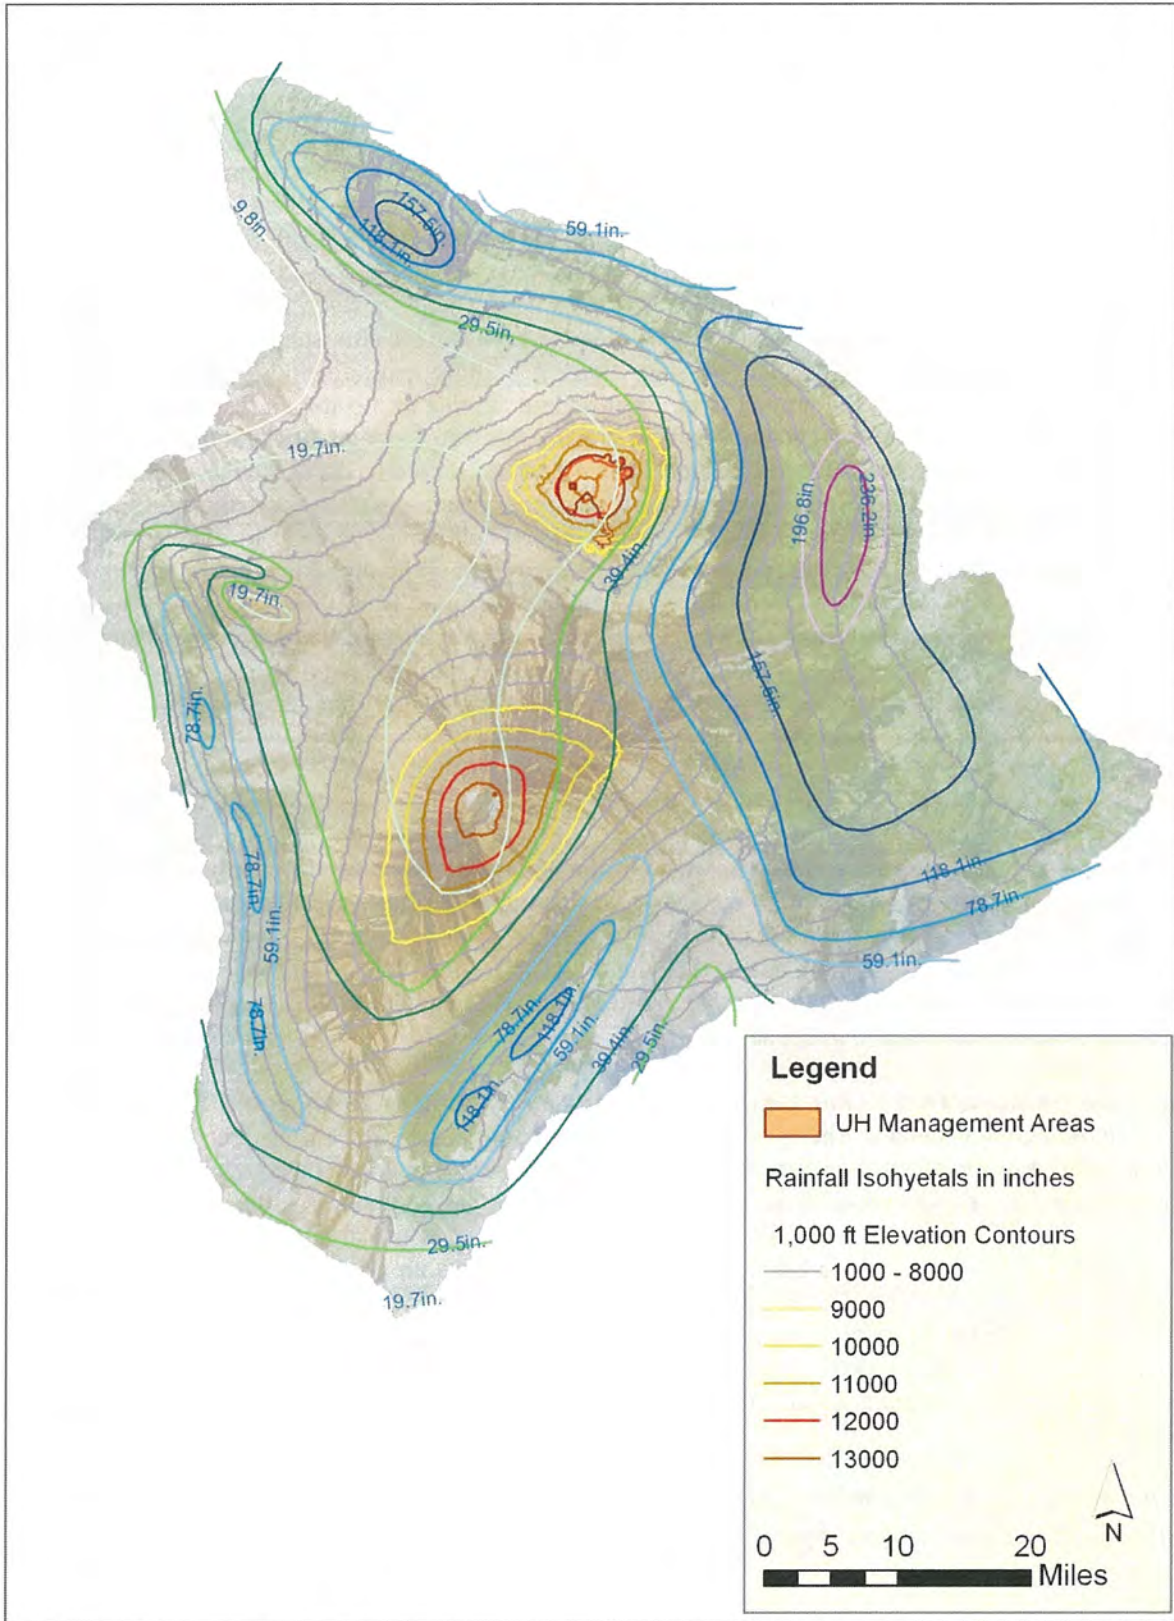 157.5in.
9.8in.
118.1in.
59.1in.
29.5in.
19.7in.
196.8in.
236.2in.
39.4in.
19.7in.
157.5in.
78.7in.
118.1in.
78.7in.
78.7in.
59.1in.
59.1in.
78.7in.
118.1in.
78.7in.
59.1in.
39.4in.
29.5in.
118.1in.
29.5in.
19.7in.
Legend
UH Management Areas
Rainfall Isohyetals in inches
1,000 ft Elevation Contours
1000 - 8000
9000
10000
11000
12000
13000
N
0 5 10 20
Miles